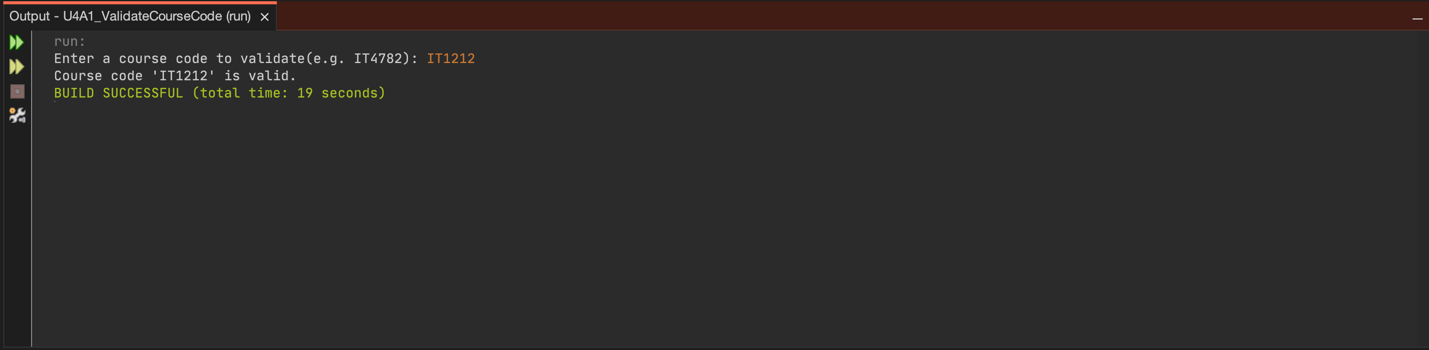 Output - U4A1_ValidateCourseCode (run) ×
run:
Enter a course code to validate(e.g. IT4782): IT1212
Course code 'IT1212' is valid.
BUILD SUCCESSFUL (total time: 19 seconds)